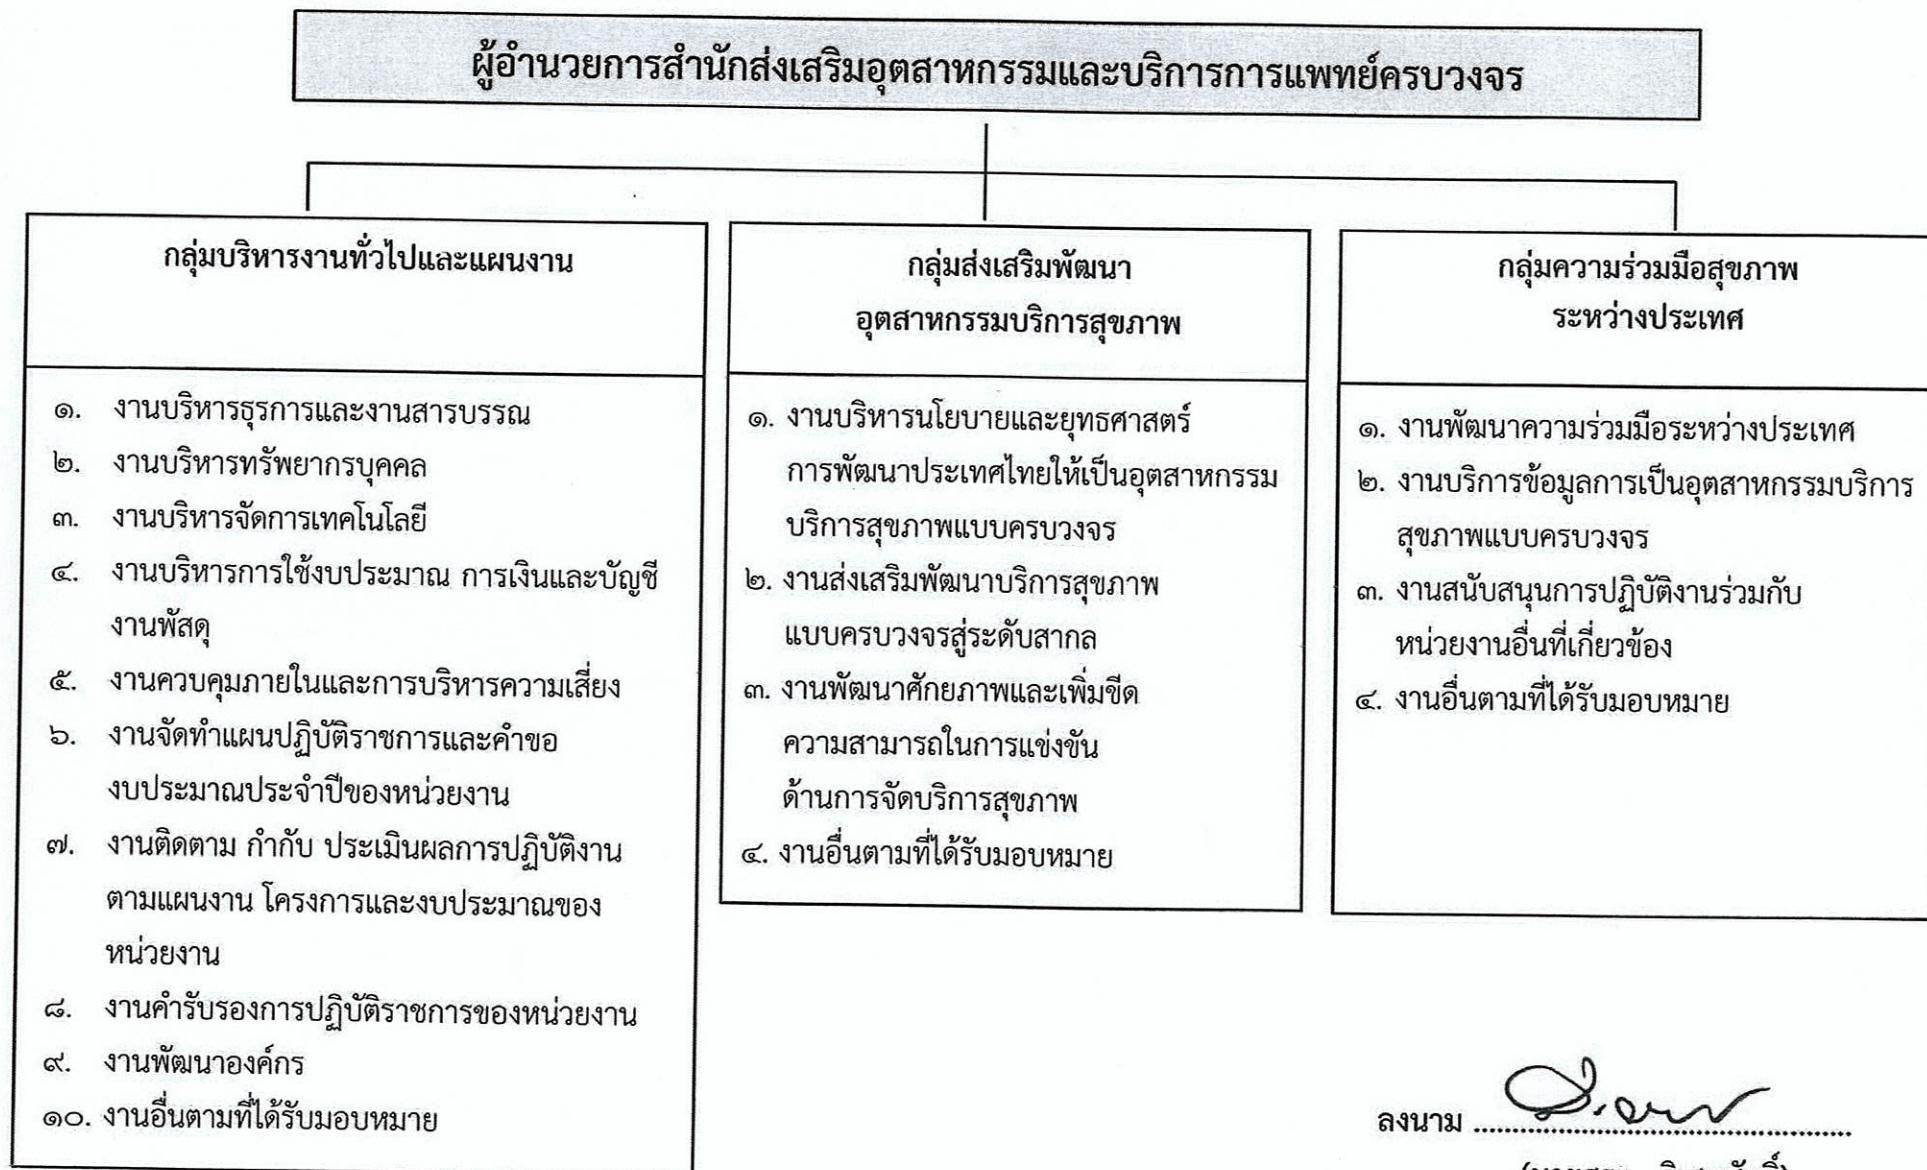 ผู้อำนวยการสำนักส่งเสริมอุตสาหกรรมและบริการการแพทย์ครบวงจร
กลุ่มบริหารงานทั่วไปและแผนงาน
๑. งานบริหารธุรการและงานสารบรรณ
๒. งานบริหารทรัพยากรบุคคล
๓. งานบริหารจัดการเทคโนโลยี
๔. งานบริหารการใช้งบประมาณ การเงินและบัญชี
งานพัสดุ
๕. งานควบคุมภายในและการบริหารความเสี่ยง
๖. งานจัดทำแผนปฏิบัติราชการและคำขอ
งบประมาณประจำปีของหน่วยงาน
๗. งานติดตาม กำกับ ประเมินผลการปฏิบัติงาน
ตามแผนงาน โครงการและงบประมาณของ
หน่วยงาน
๘. งานคำรับรองการปฏิบัติราชการของหน่วยงาน
๙. งานพัฒนาองค์กร
๑๐. งานอื่นตามที่ได้รับมอบหมาย
กลุ่มส่งเสริมพัฒนา
อุตสาหกรรมบริการสุขภาพ
๑. งานบริหารนโยบายและยุทธศาสตร์
การพัฒนาประเทศไทยให้เป็นอุตสาหกรรม
บริการสุขภาพแบบครบวงจร
๒. งานส่งเสริมพัฒนาบริการสุขภาพ
แบบครบวงจรสู่ระดับสากล
๓. งานพัฒนาศักยภาพและเพิ่มขีด
ความสามารถในการแข่งขัน
ด้านการจัดบริการสุขภาพ
๔. งานอื่นตามที่ได้รับมอบหมาย
กลุ่มความร่วมมือสุขภาพ
ระหว่างประเทศ
๑. งานพัฒนาความร่วมมือระหว่างประเทศ
๒. งานบริการข้อมูลการเป็นอุตสาหกรรมบริการ
สุขภาพแบบครบวงจร
๓. งานสนับสนุนการปฏิบัติงานร่วมกับ
หน่วยงานอื่นที่เกี่ยวข้อง
๔. งานอื่นตามที่ได้รับมอบหมาย
ลงนาม